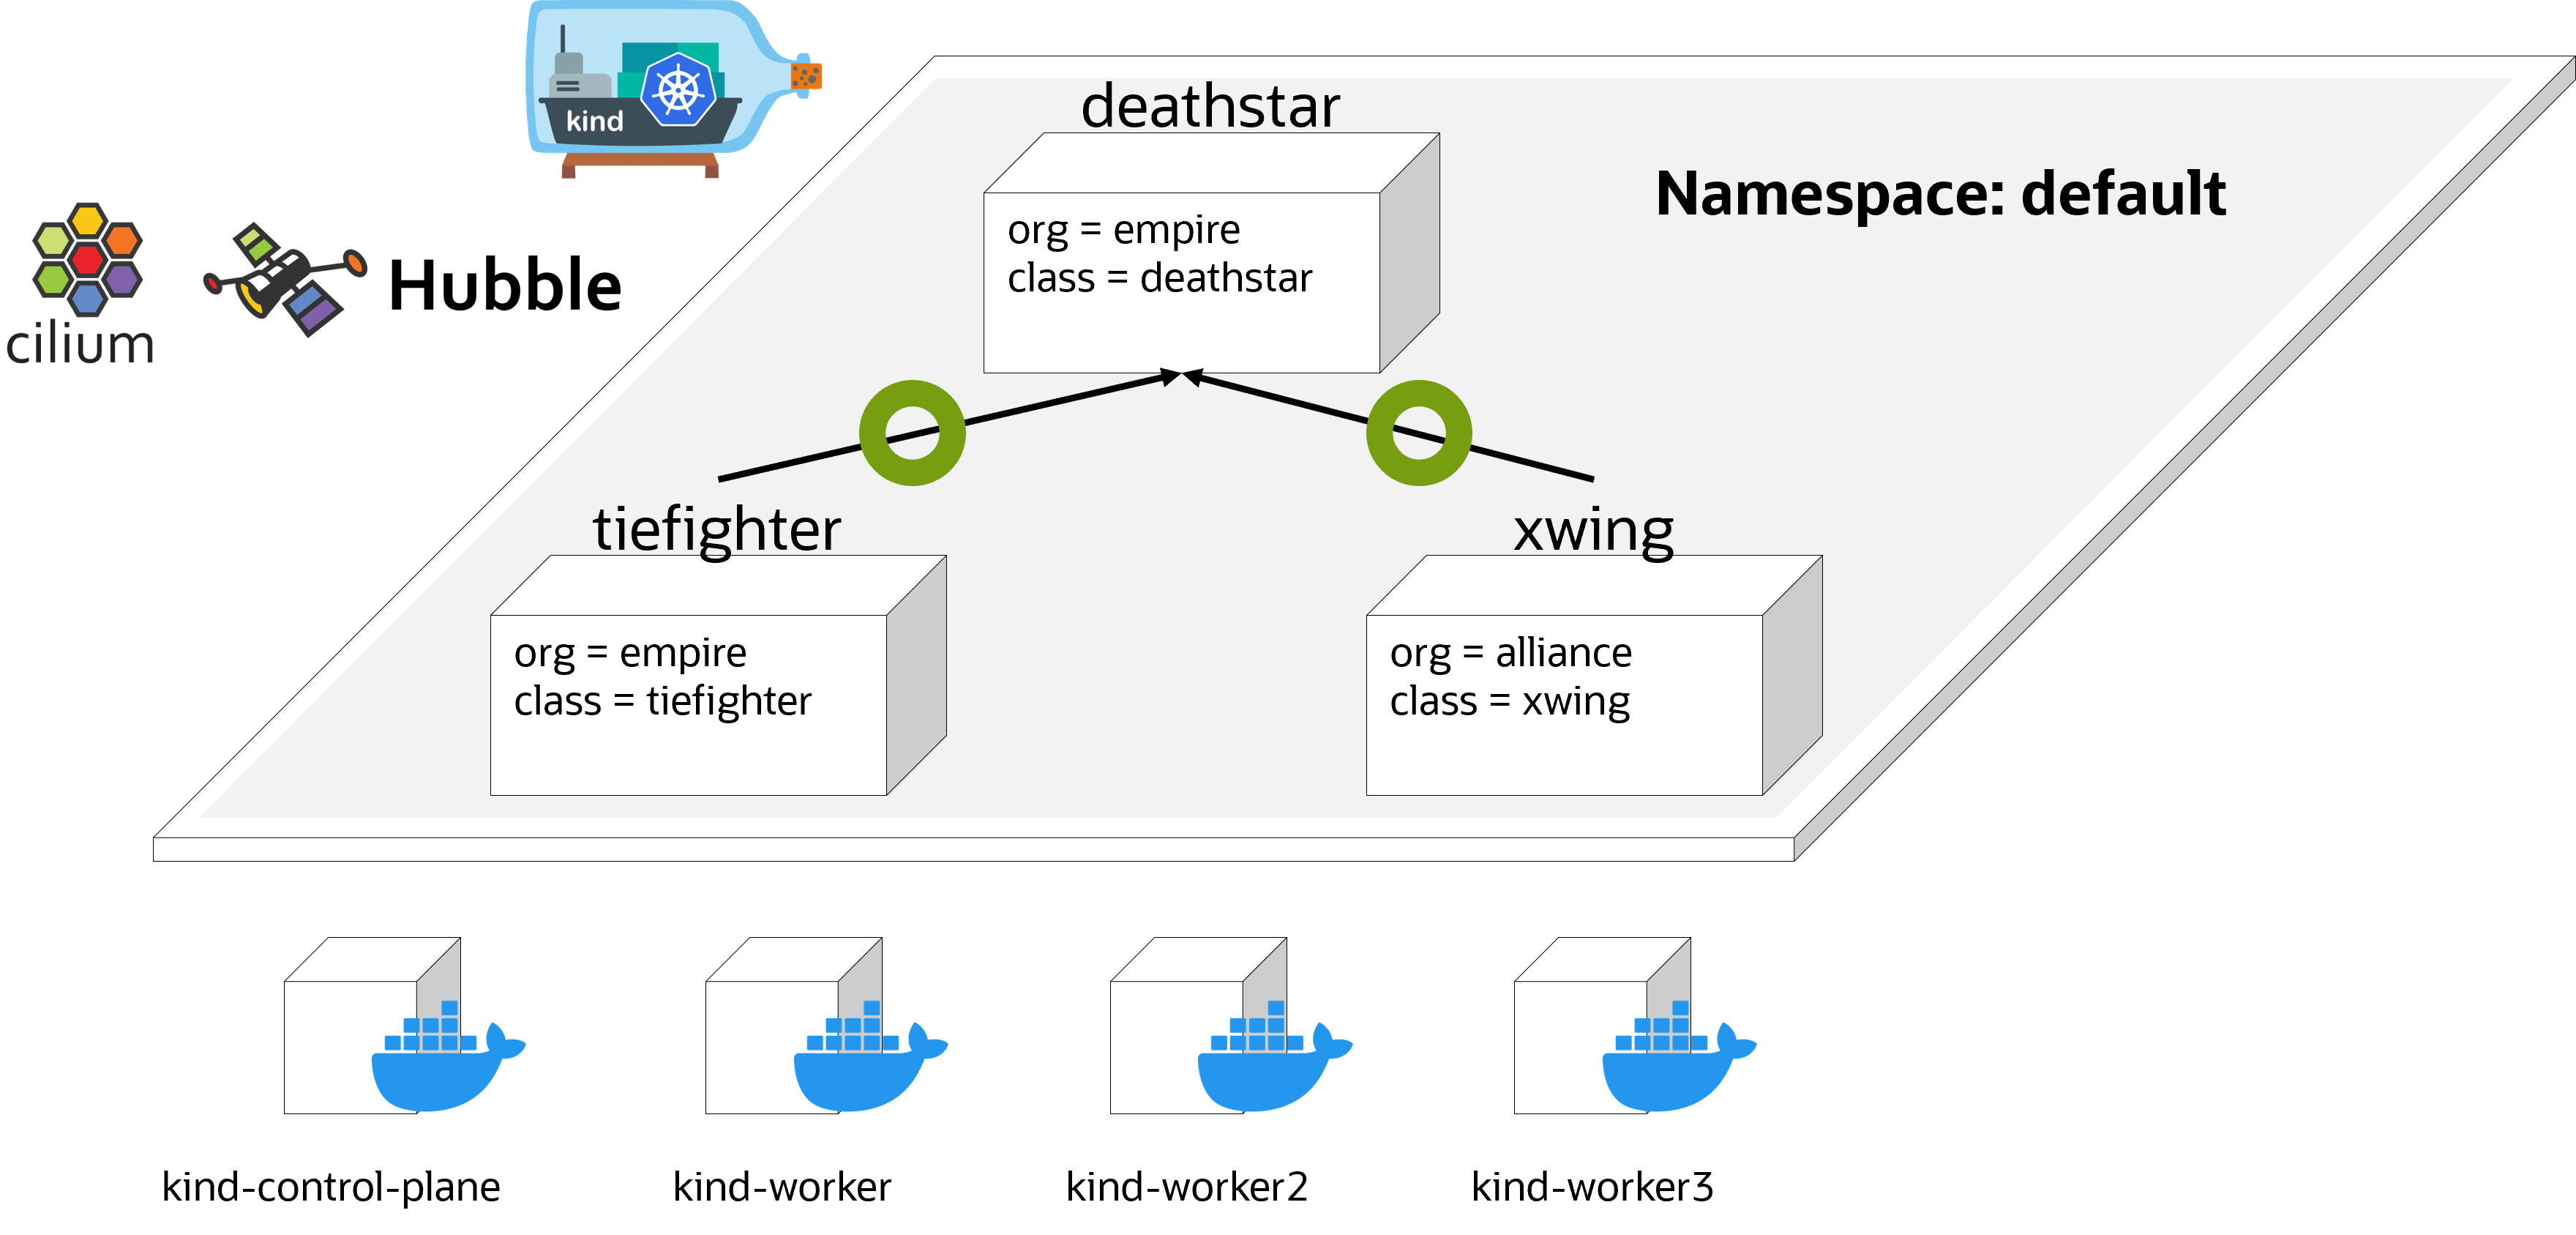 kind
deathstar
Namespace: default
org = empire
class = deathstar
cilium
Hubble
tiefighter
xwing
org = empire
class = tiefighter
org = alliance
class = xwing
kind-control-plane
kind-worker
kind-worker2
kind-worker3